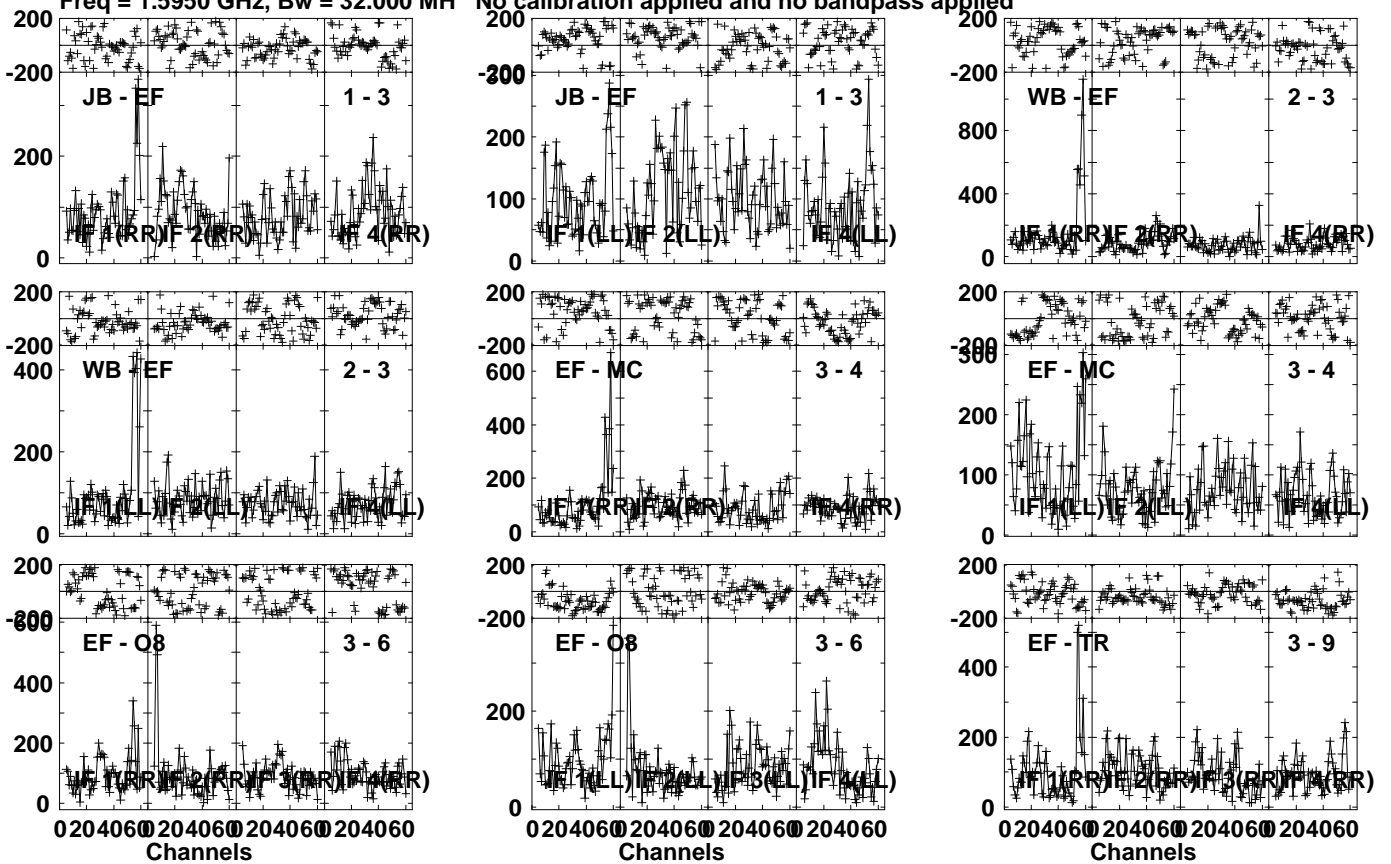 Freq = 1.5950 GHz, Bw = 32.000 MH No calibration applied and no bandpass applied
200
-200
JB - EF 1 - 3
200
0
IF 1(RR) IF 2(RR) IF 4(RR)
200
-200
300
JB - EF 1 - 3
200
100
0
IF 1(LL) IF 2(LL) IF 4(LL)
200
-200
WB - EF 2 - 3
800
400
0
IF 1(RR) IF 2(RR) IF 4(RR)
200
-200
WB - EF 2 - 3
400
200
0
IF 1(LL) IF 2(LL) IF 4(LL)
200
-200
EF - MC 3 - 4
600
400
200
0
IF 1(RR) IF 2(RR) IF 4(RR)
200
-200
300
EF - MC 3 - 4
200
100
0
IF 1(LL) IF 2(LL) IF 4(LL)
200
-200
600
EF - O8 3 - 6
400
200
0
IF 1(RR) IF 2(RR) IF 3(RR) IF 4(RR)
0 20 40 60 0 20 40 60 0 20 40 60 0 20 40 60
Channels
200
-200
EF - O8 3 - 6
200
0
IF 1(LL) IF 2(LL) IF 3(LL) IF 4(LL)
0 20 40 60 0 20 40 60 0 20 40 60 0 20 40 60
Channels
200
-200
EF - TR 3 - 9
400
200
0
IF 1(RR) IF 2(RR) IF 3(RR) IF 4(RR)
0 20 40 60 0 20 40 60 0 20 40 60 0 20 40 60
Channels